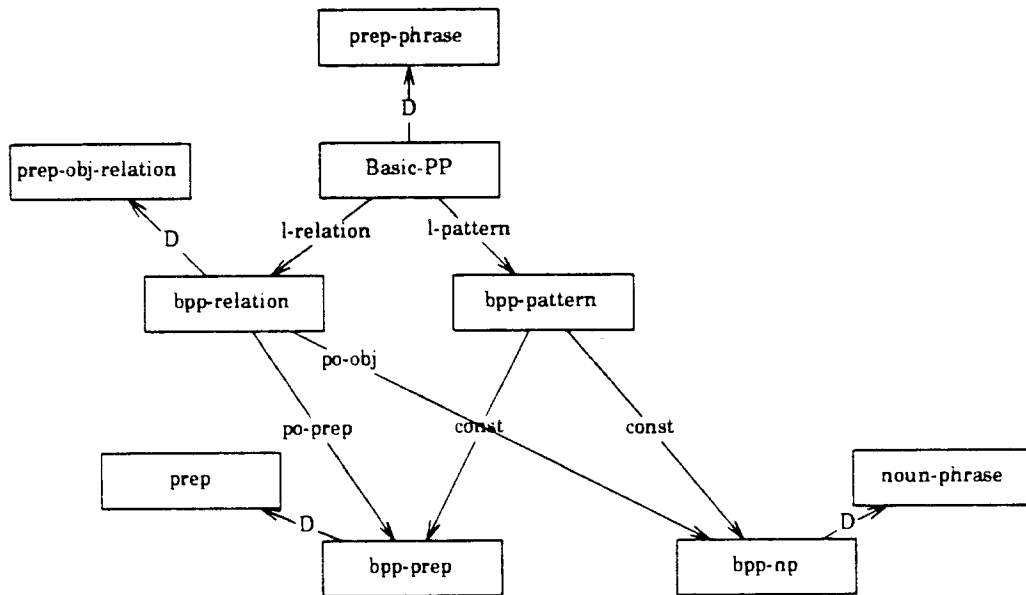 prep-phrase
D
prep-obj-relation
Basic-PP
l-relation
l-pattern
D
bpp-relation
bpp-pattern
po-obj
po-prep
const
const
prep
noun-phrase
D
D
bpp-prep
bpp-np